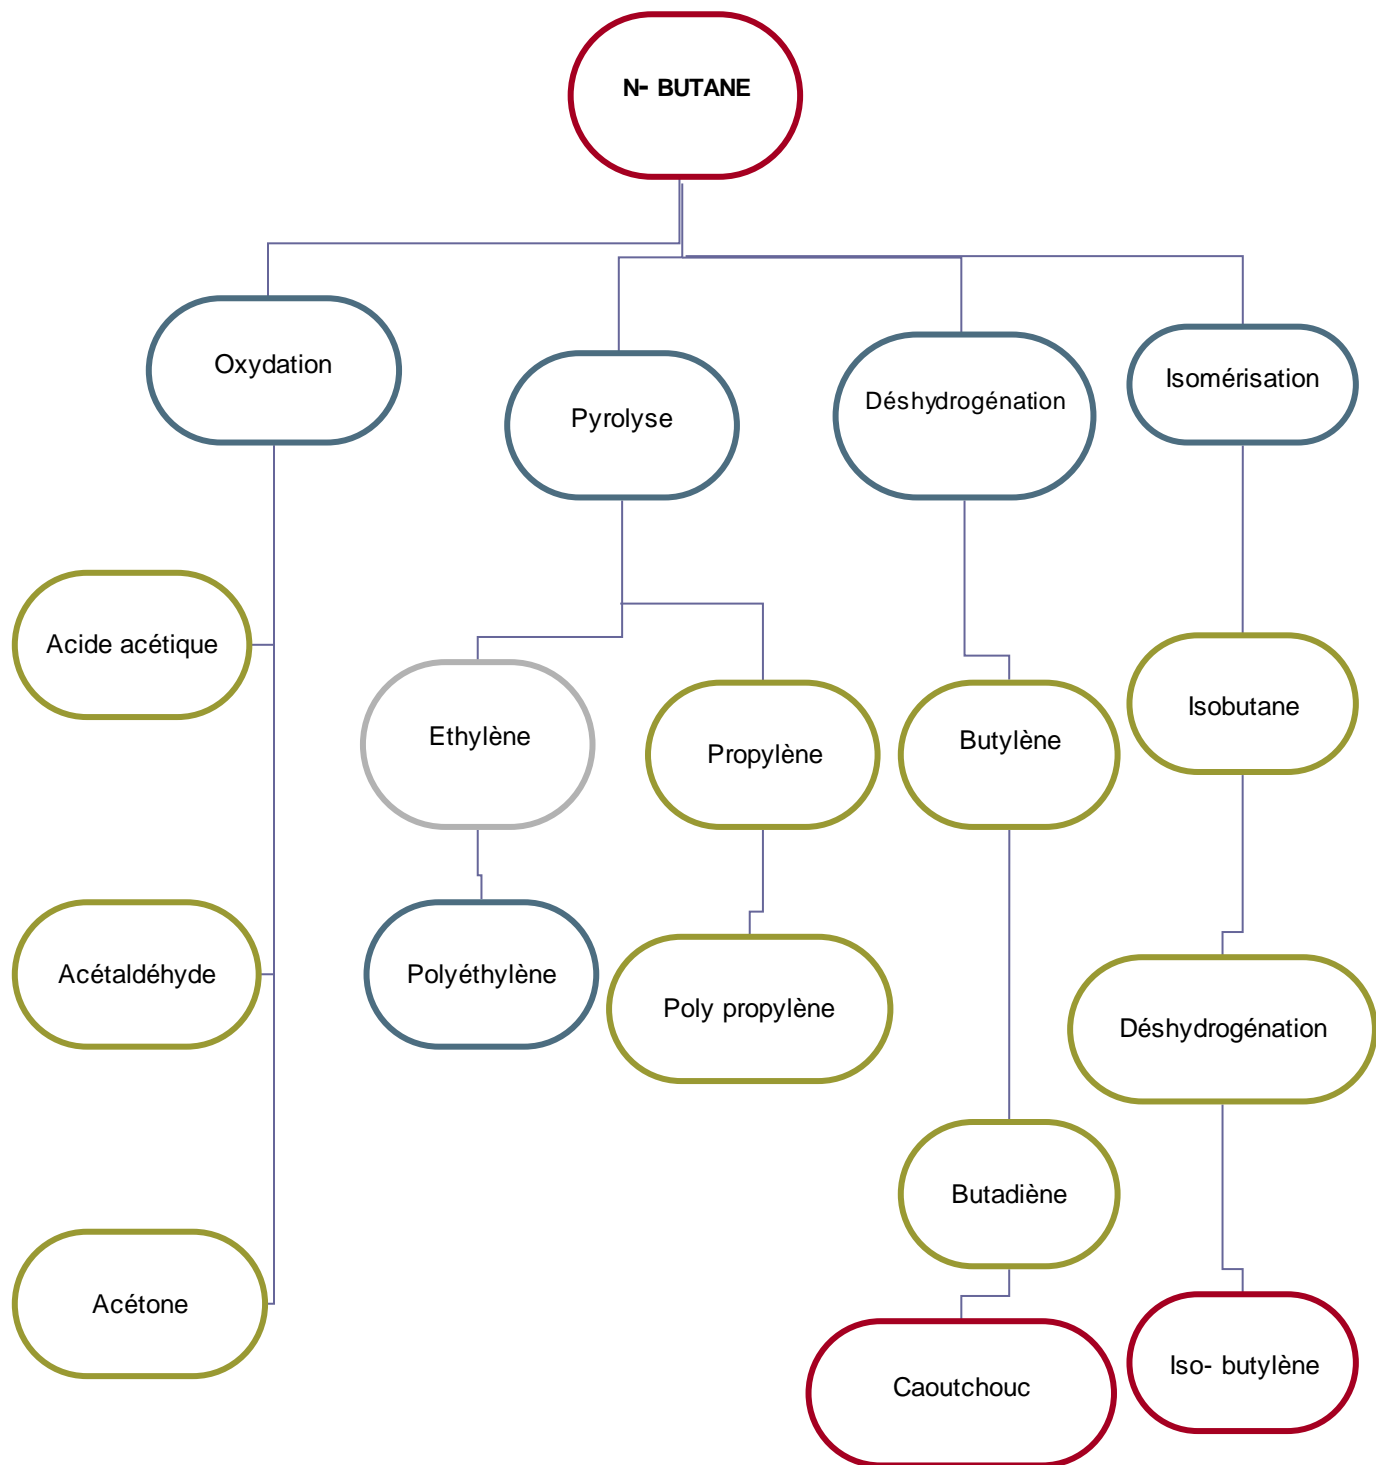 N- BUTANE
Oxydation
Pyrolyse
Déshydrogénation
Isomérisation
Acide acétique
Ethylène
Propylène
Butylène
Isobutane
Acétaldéhyde
Polyéthylène
Poly propylène
Déshydrogénation
Butadiène
Acétone
Caoutchouc
Iso- butylène